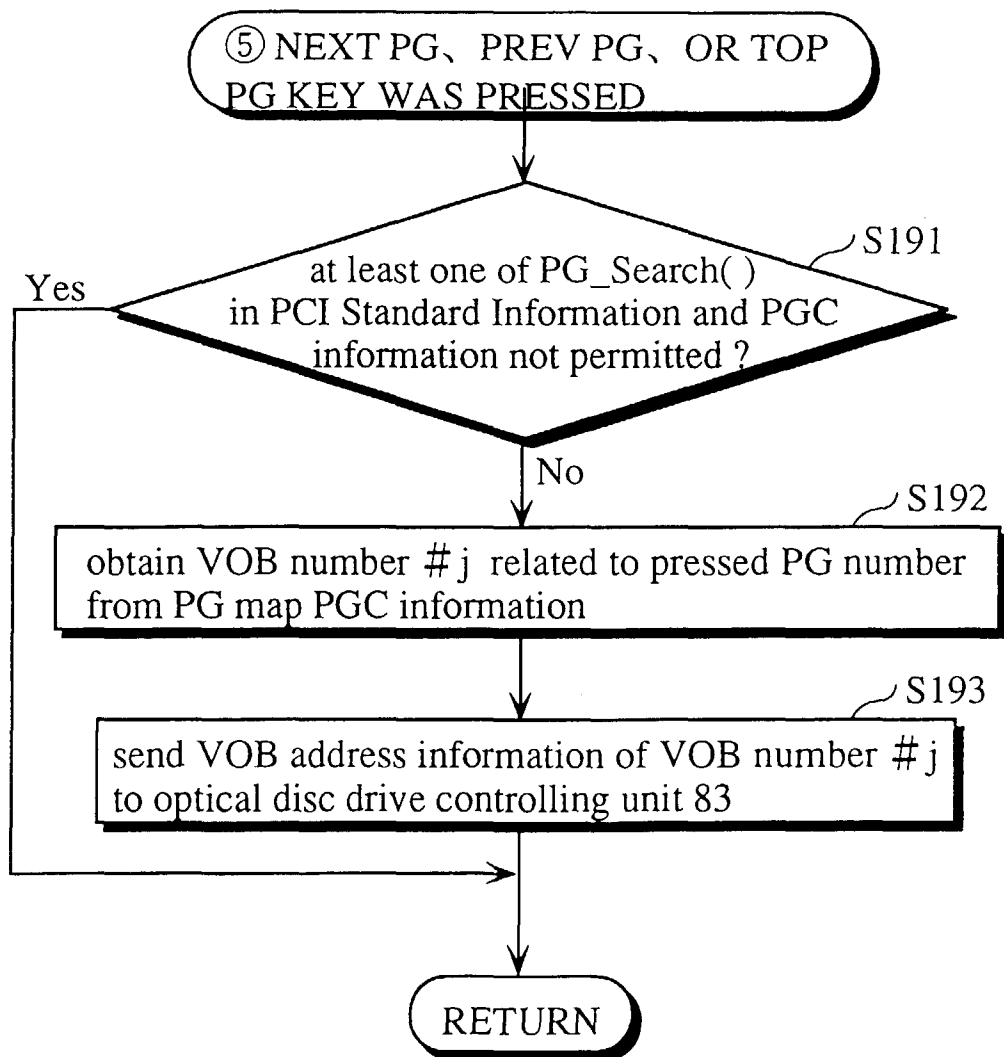 ⑤ NEXT PG、PREV PG、OR TOP
PG KEY WAS PRESSED
S191
Yes
at least one of PG_Search( )
in PCI Standard Information and PGC
information not permitted ?
No
S192
obtain VOB number #j related to pressed PG number
from PG map PGC information
S193
send VOB address information of VOB number #j
to optical disc drive controlling unit 83
RETURN